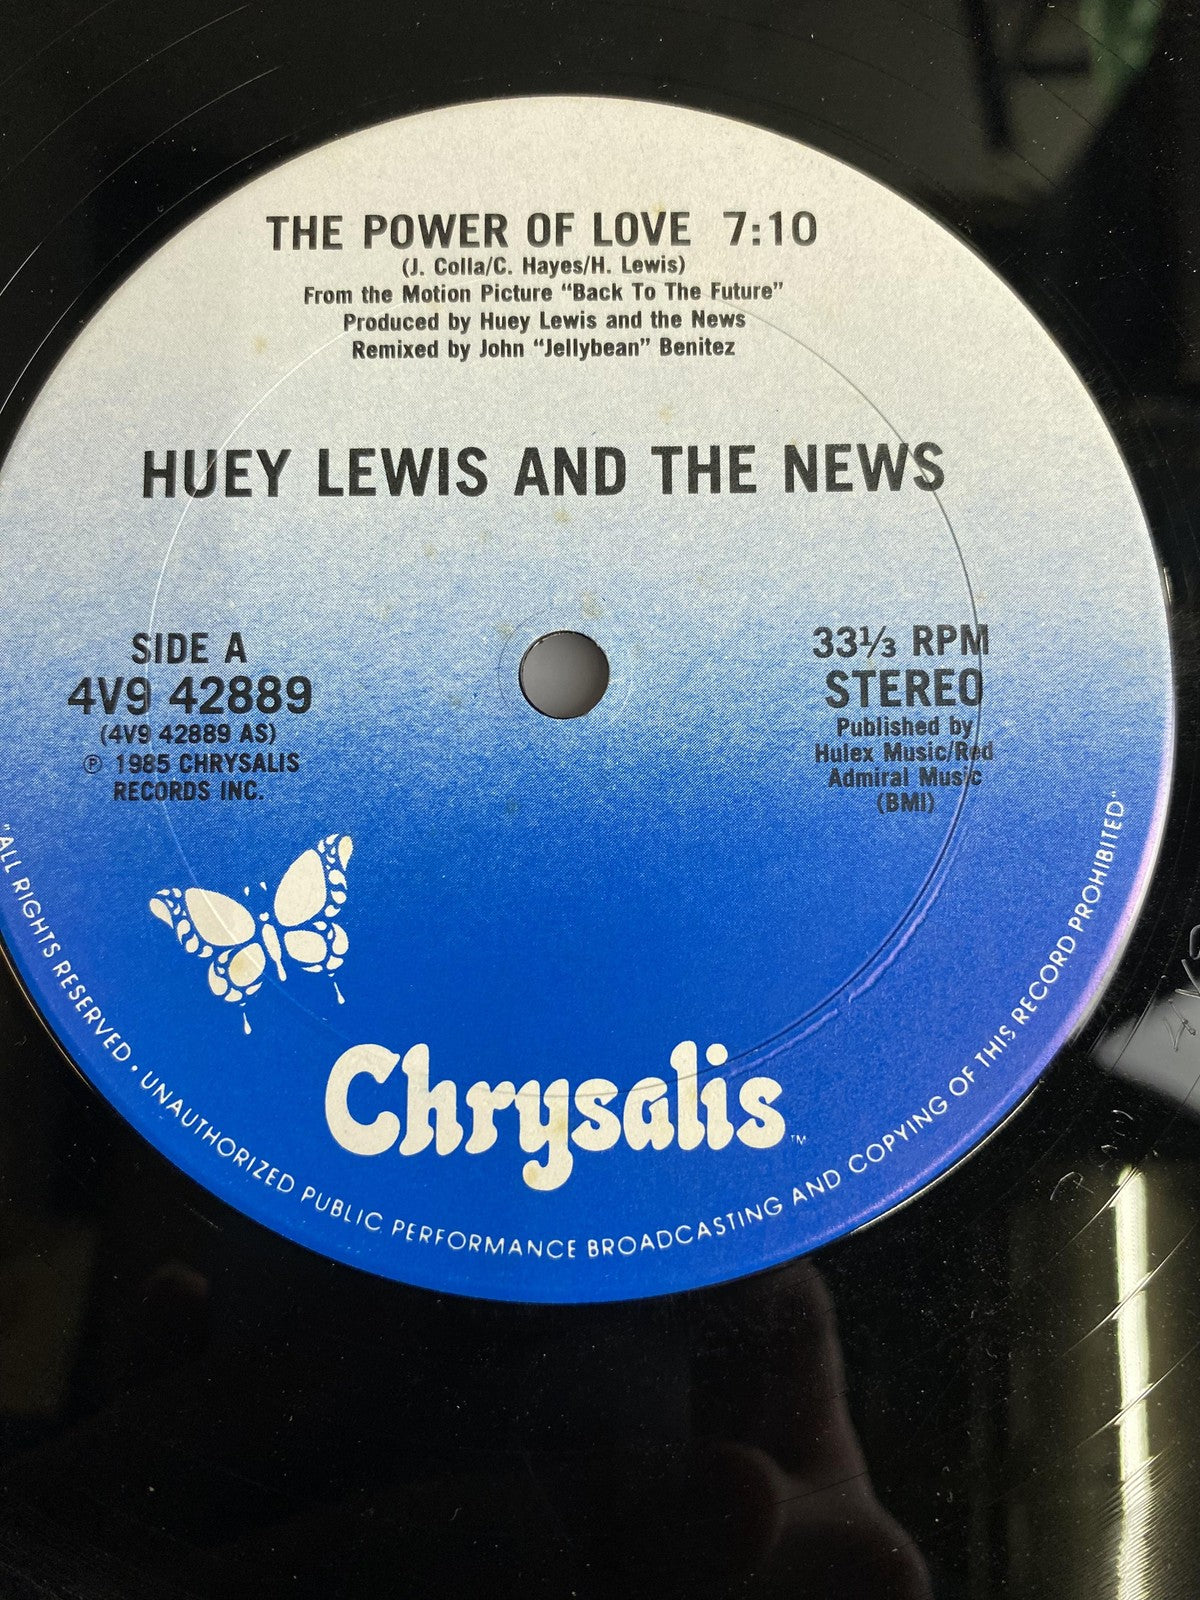 THE POWER OF LOVE 7:10
(J. Colla/C. Hayes/H. Lewis)
From the Motion Picture “Back To The Future”
Produced by Huey Lewis and the News
Remixed by John “Jellybean” Benitez
HUEY LEWIS AND THE NEWS
SIDE A
4V9 42889
(4V9 42889 AS)
℗ 1985 CHRYSALIS
RECORDS INC.
33⅓ RPM
STEREO
Published by
Hulex Music/Red
Admiral Music
(BMI)
Chrysalis™
"ALL RIGHTS RESERVED. UNAUTHORIZED PUBLIC PERFORMANCE BROADCASTING AND COPYING OF THIS RECORD PROHIBITED"